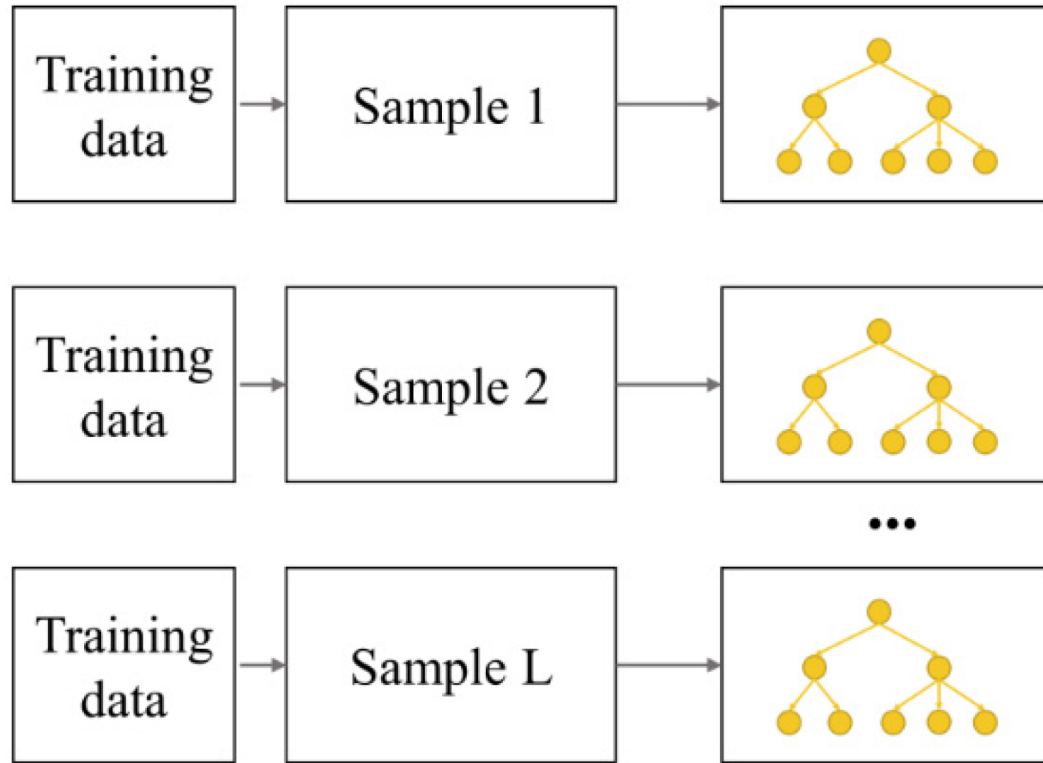 Training
data
Sample 1
Training
data
Sample 2
...
Training
data
Sample L